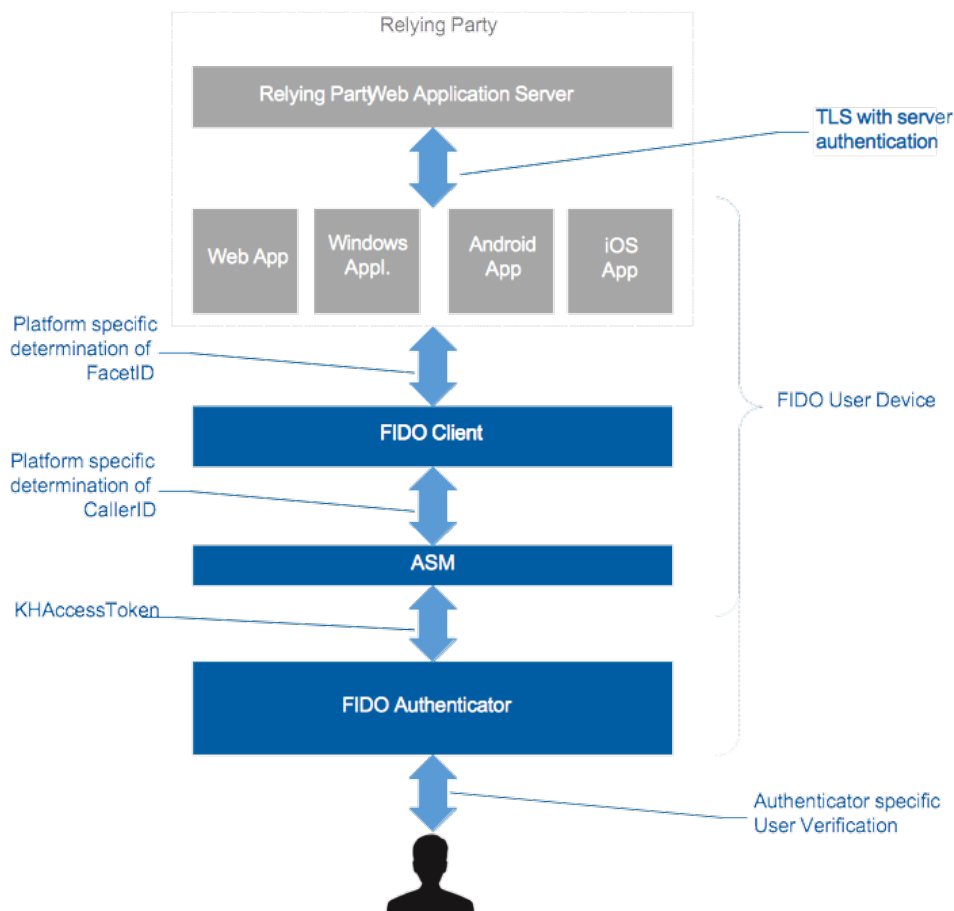 Relying Party
Relying PartyWeb Application Server
TLS with server
authentication
Web App
Windows
Appl.
Android
App
iOS
App
Platform specific
determination of
FacetID
FIDO User Device
FIDO Client
Platform specific
determination of
CallerID
ASM
KHAccessToken
FIDO Authenticator
Authenticator specific
User Verification